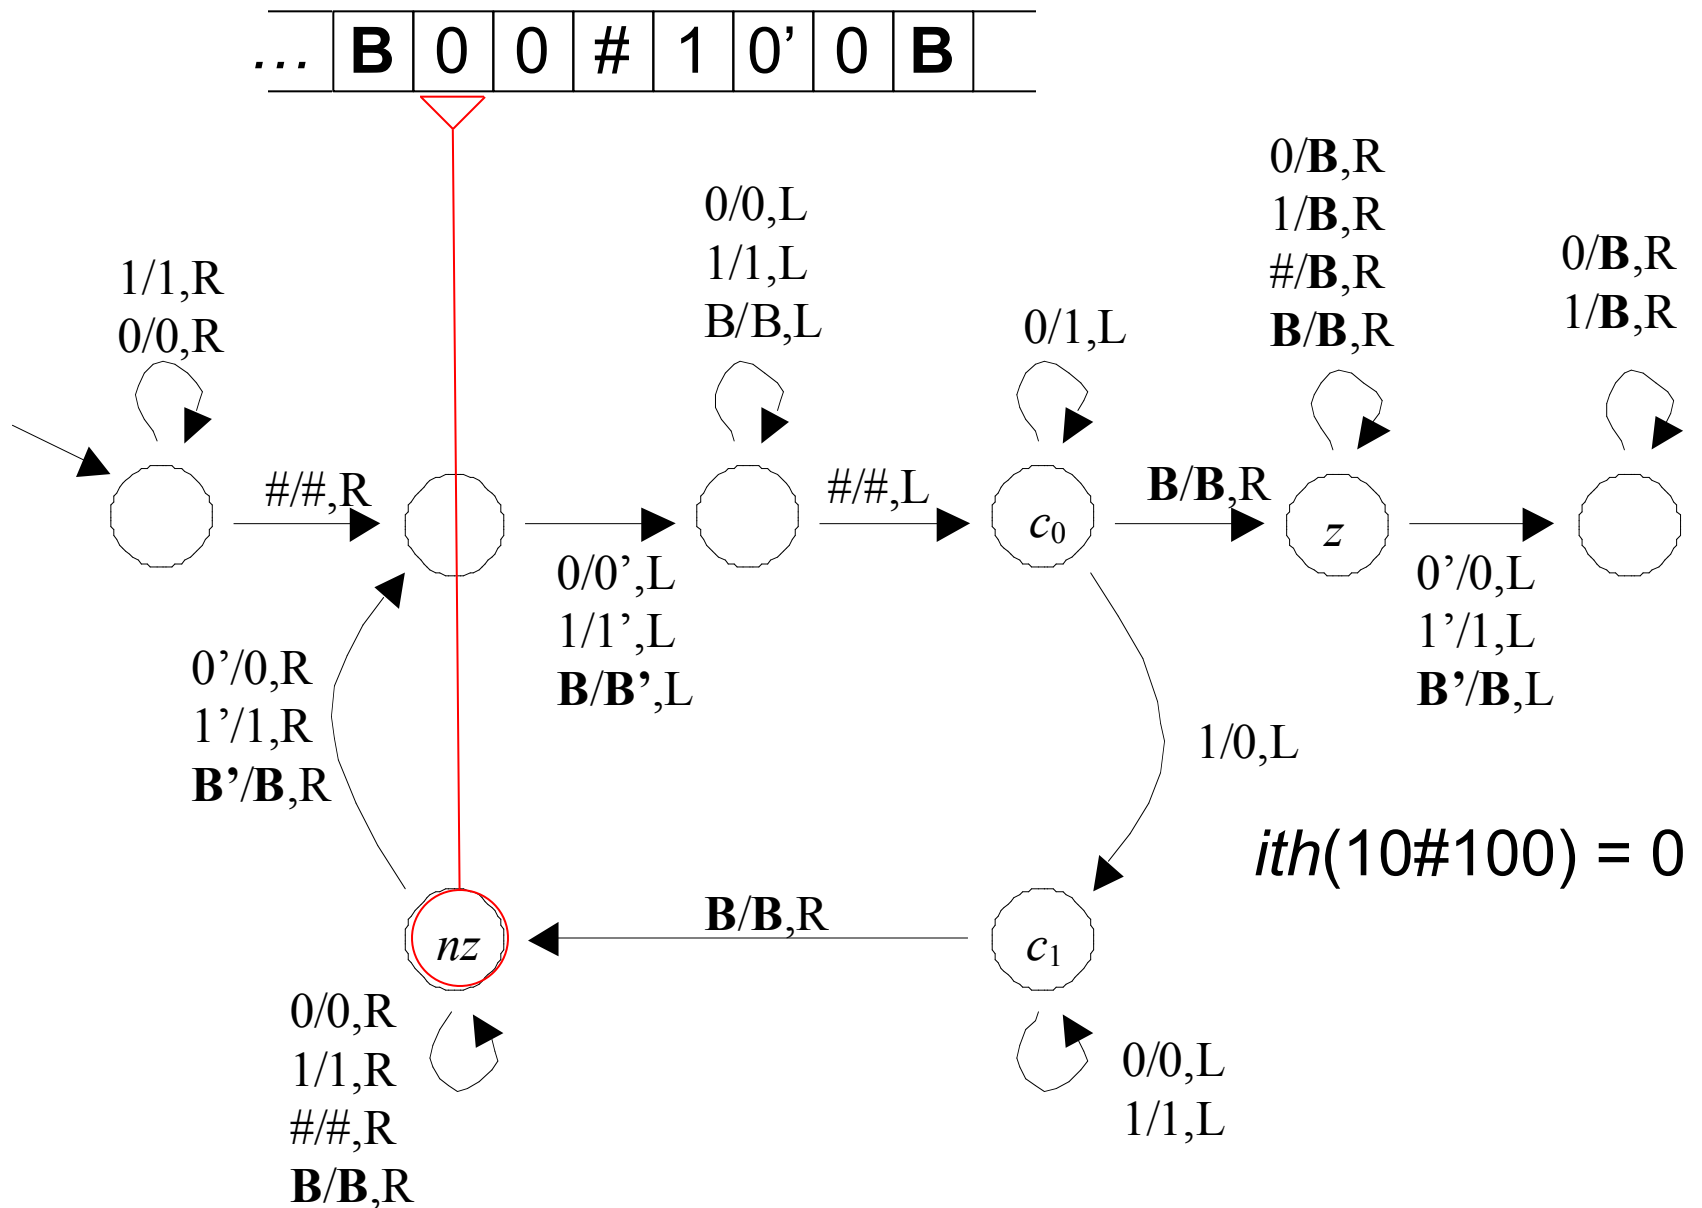 ... B 0 0 # 1 0’ 0 B
0/B,R
1/B,R
#/B,R
B/B,R
0/0,L
1/1,L
B/B,L
0/B,R
1/B,R
1/1,R
0/0,R
0/1,L
#/#,R
#/#,L
B/B,R
c0
z
0/0’,L
1/1’,L
B/B’,L
0’/0,L
1’/1,L
B’/B,L
0’/0,R
1’/1,R
B’/B,R
1/0,L
ith(10#100) = 0
B/B,R
nz
c1
0/0,R
1/1,R
#/#,R
B/B,R
0/0,L
1/1,L